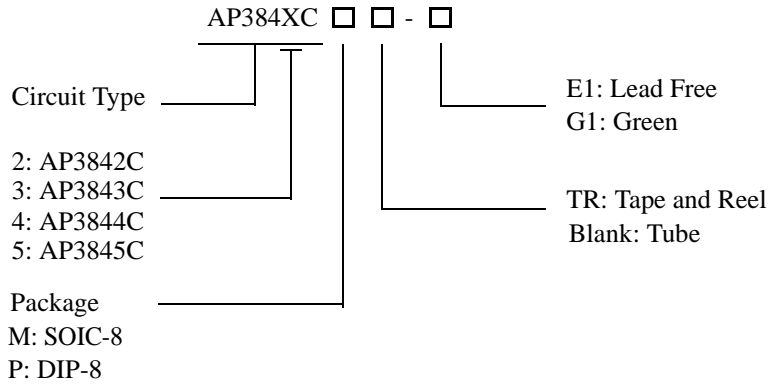 AP384XC □ □ - □
Circuit Type
2: AP3842C
3: AP3843C
4: AP3844C
5: AP3845C
Package
M: SOIC-8
P: DIP-8
E1: Lead Free
G1: Green
TR: Tape and Reel
Blank: Tube